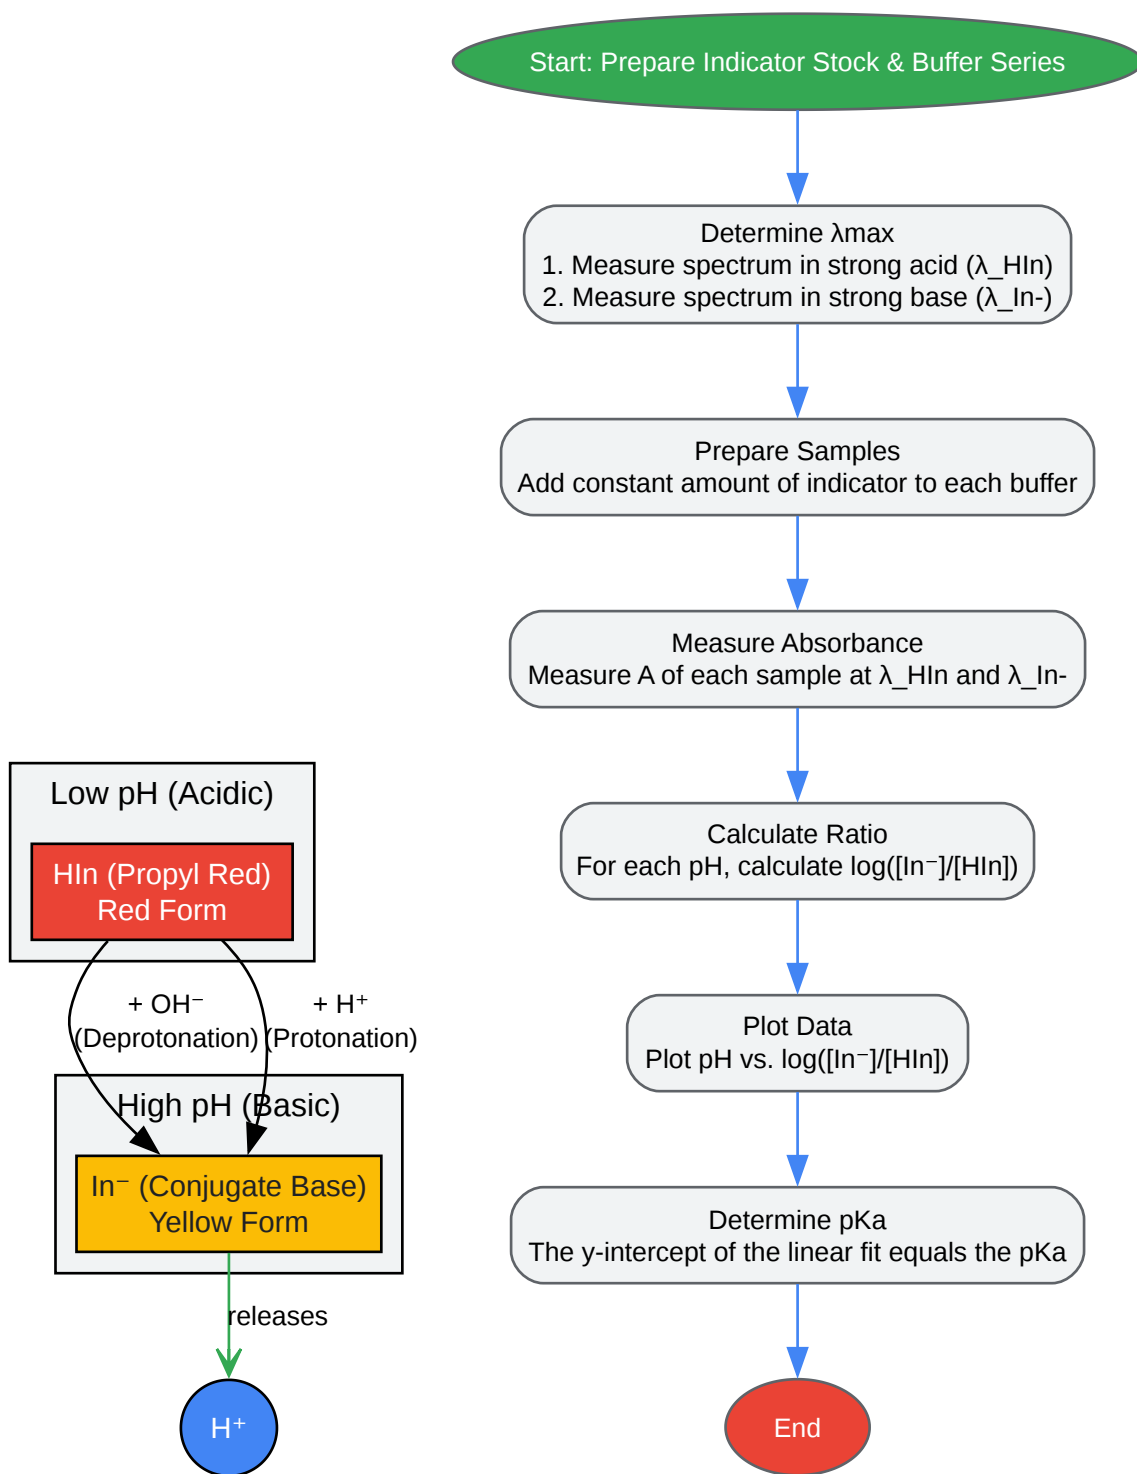 Start: Prepare Indicator Stock & Buffer Series
Determine λmax
1. Measure spectrum in strong acid (λ_HIn)
2. Measure spectrum in strong base (λ_In-)
Prepare Samples
Add constant amount of indicator to each buffer
Measure Absorbance
Measure A of each sample at λ_HIn and λ_In-
Calculate Ratio
For each pH, calculate log([In⁻]/[HIn])
Plot Data
Plot pH vs. log([In⁻]/[HIn])
Determine pKa
The y-intercept of the linear fit equals the pKa
End
Low pH (Acidic)
HIn (Propyl Red)
Red Form
+ OH⁻
(Deprotonation)
+ H⁺
(Protonation)
High pH (Basic)
In⁻ (Conjugate Base)
Yellow Form
releases
H⁺